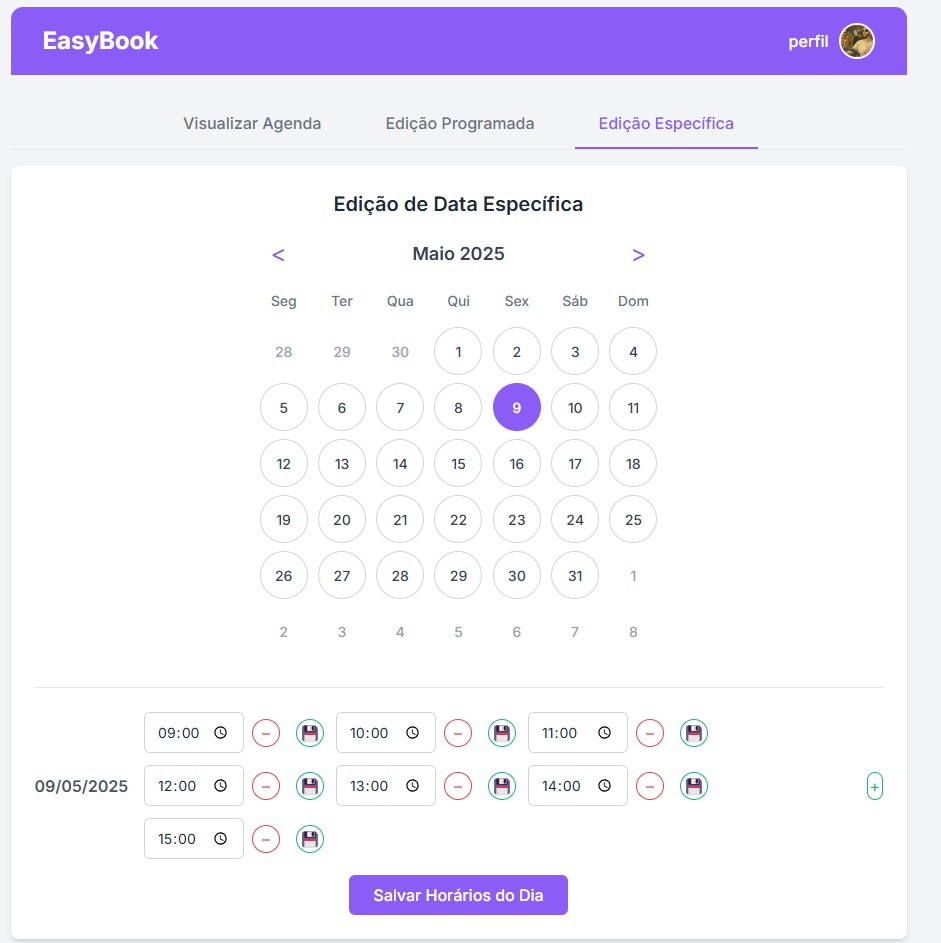 EasyBook
perfil
Visualizar Agenda Edição Programada Edição Específica
Edição de Data Específica
< Maio 2025 >
Seg Ter Qua Qui Sex Sáb Dom
28 29 30 1 2 3 4
5 6 7 8 9 10 11
12 13 14 15 16 17 18
19 20 21 22 23 24 25
26 27 28 29 30 31 1
2 3 4 5 6 7 8
09:00 − 10:00 − 11:00 −
09/05/2025 12:00 − 13:00 − 14:00 − +
15:00 −
Salvar Horários do Dia